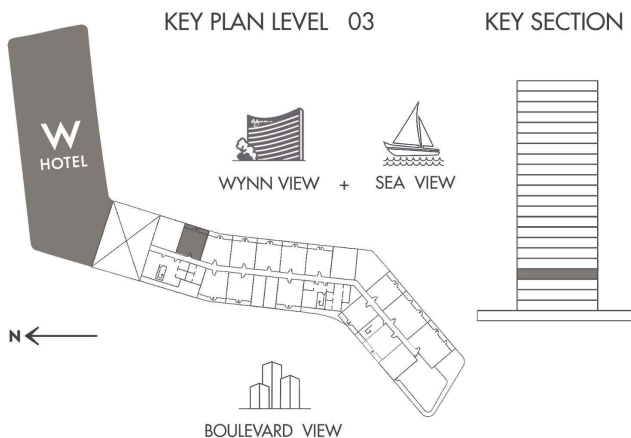 KEY PLAN LEVEL 03
KEY SECTION
W
HOTEL
WYNN VIEW + SEA VIEW
N
BOULEVARD VIEW